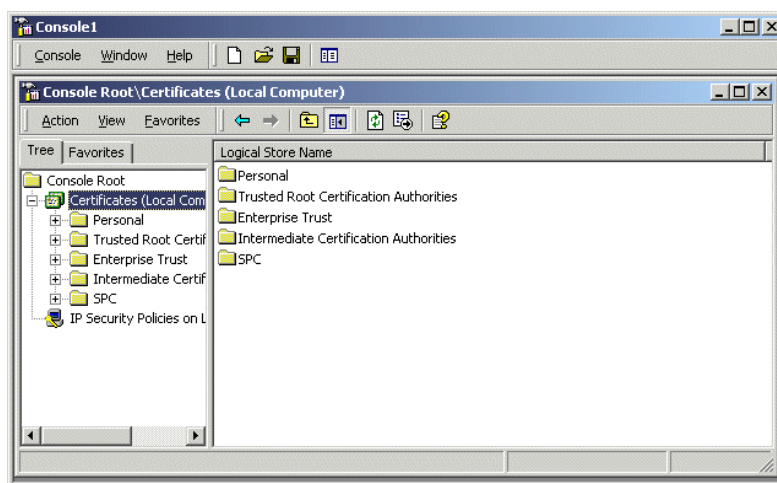 Console1
Console Window Help
Console Root\Certificates (Local Computer)
Action View Favorites
Tree Favorites
Logical Store Name
Console Root
Certificates (Local Com
Personal
Trusted Root Certif
Enterprise Trust
Intermediate Certif
SPC
IP Security Policies on L
Personal
Trusted Root Certification Authorities
Enterprise Trust
Intermediate Certification Authorities
SPC